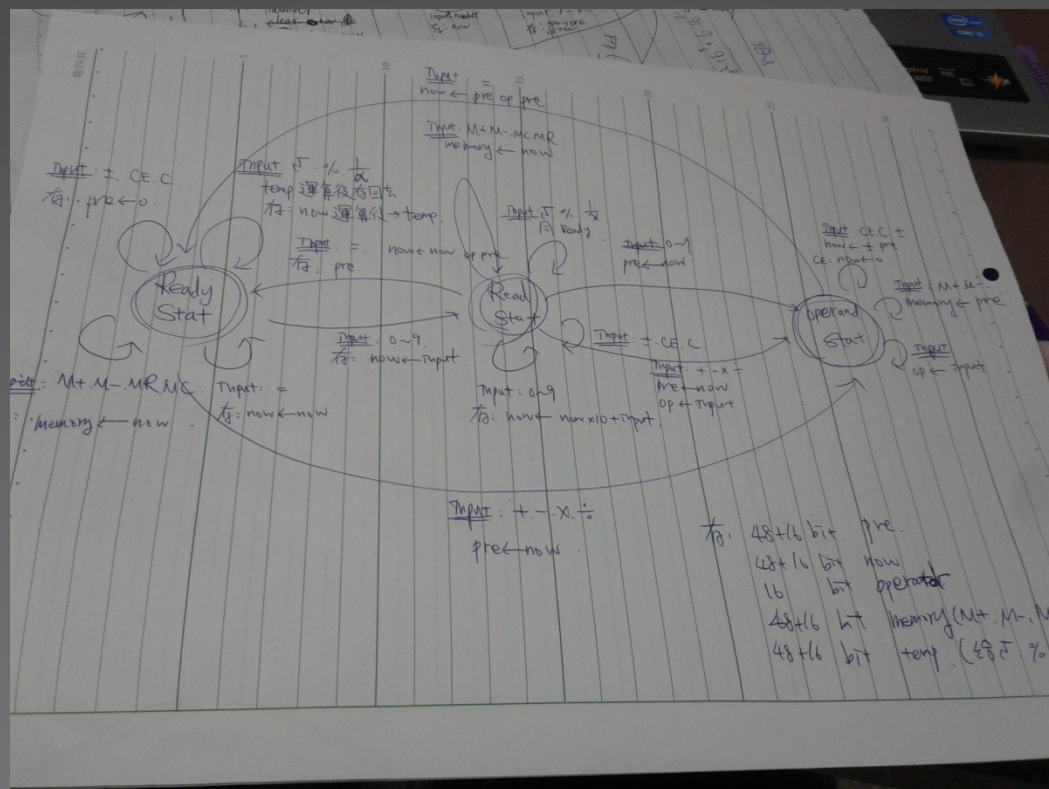 Input =
now ← pre op pre
Input: M+ M- MC MR
memory ← now
Input: ±. CE. C
存: pre ← 0
Input √ . % 1/x
temp 運算後存回去
存: now 運算後 → temp.
Input: =. now ← now op pre
存: pre
Input √ % 1/x
同 Ready
Input: 0~9
pre ← now
Input CE C ±
now ← ± pre
CE: now ← 0
Input: M+ M-
memory ← pre
Input
op ← input
Ready
Stat
Read
Stat
operand
Stat
Input: 0~9
存: now ← Input
Input: ±. CE. C
Input: + - × ÷
pre ← now
op ← Input
M+. M-. MR. MC
memory ← now
Input: =
存: now ← now
Input: 0~9
存: now ← now×10 + Input
Input: +. -. ×. ÷
pre ← now
存: 48+16 bit pre.
48+16 bit now
16 bit operator
48+16 bit memory (M+. M-. M
48+16 bit temp. ( √ %